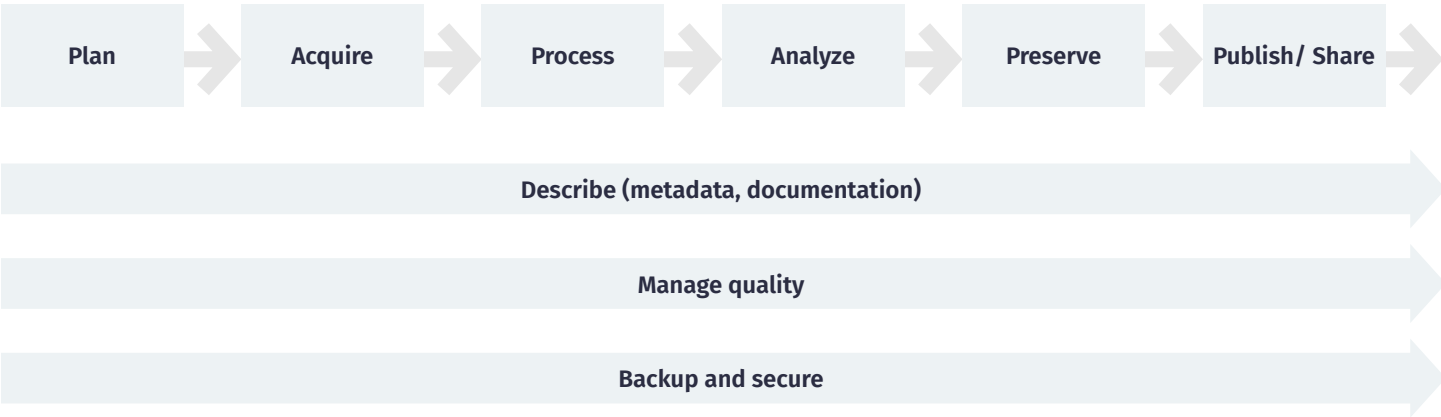 Plan
Acquire
Process
Analyze
Preserve
Publish/ Share
Describe (metadata, documentation)
Manage quality
Backup and secure